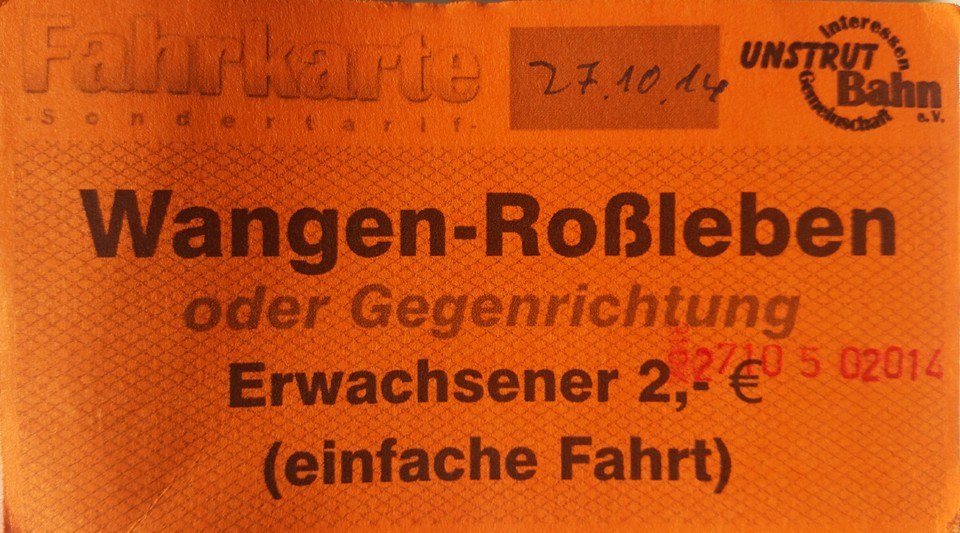 Fahrkarte
-Sondertarif-
27.10.14
Interessen
UNSTRUT
Bahn
Gemeinschaft
e.V.
Wangen-Roßleben
oder Gegenrichtung
2710 5 02014
Erwachsener 2,- €
(einfache Fahrt)